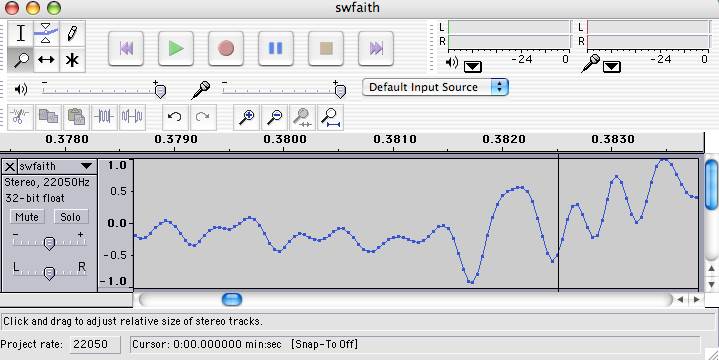 swfaith
L
R
-24 0
L
R
-24 0
Default Input Source
0.3780 0.3790 0.3800 0.3810 0.3820 0.3830
X swfaith
Stereo, 22050Hz
32-bit float
Mute Solo
- +
L R
1.0
0.5
0.0
-0.5
-1.0
Click and drag to adjust relative size of stereo tracks.
Project rate: 22050 Cursor: 0:00.000000 min:sec [Snap-To Off]